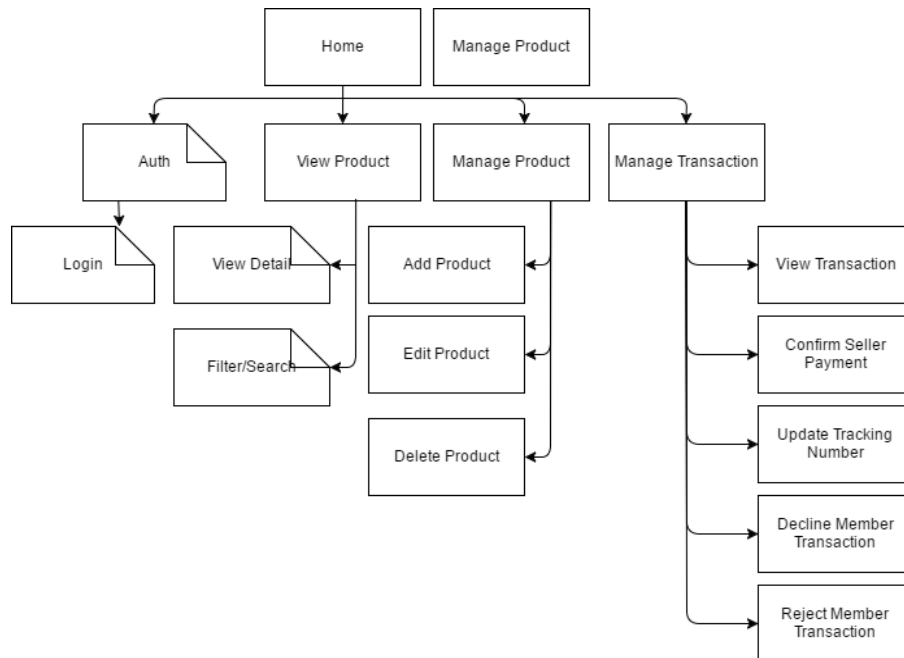 Home
Manage Product
Auth
View Product
Manage Product
Manage Transaction
Login
View Detail
Add Product
View Transaction
Filter/Search
Edit Product
Confirm Seller
Payment
Delete Product
Update Tracking
Number
Decline Member
Transaction
Reject Member
Transaction